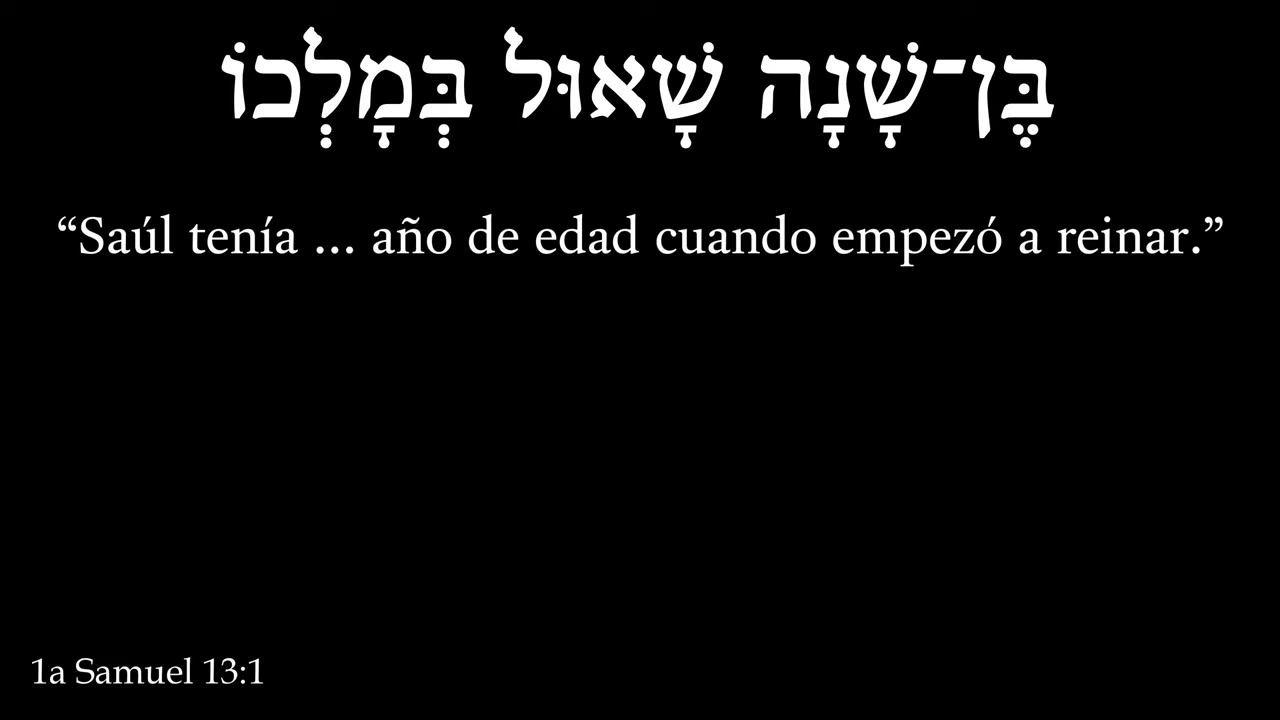 בֶּן־שָׁנָה שָׁאוּל בְּמָלְכוֹ
“Saúl tenía ... año de edad cuando empezó a reinar.”
1a Samuel 13:1